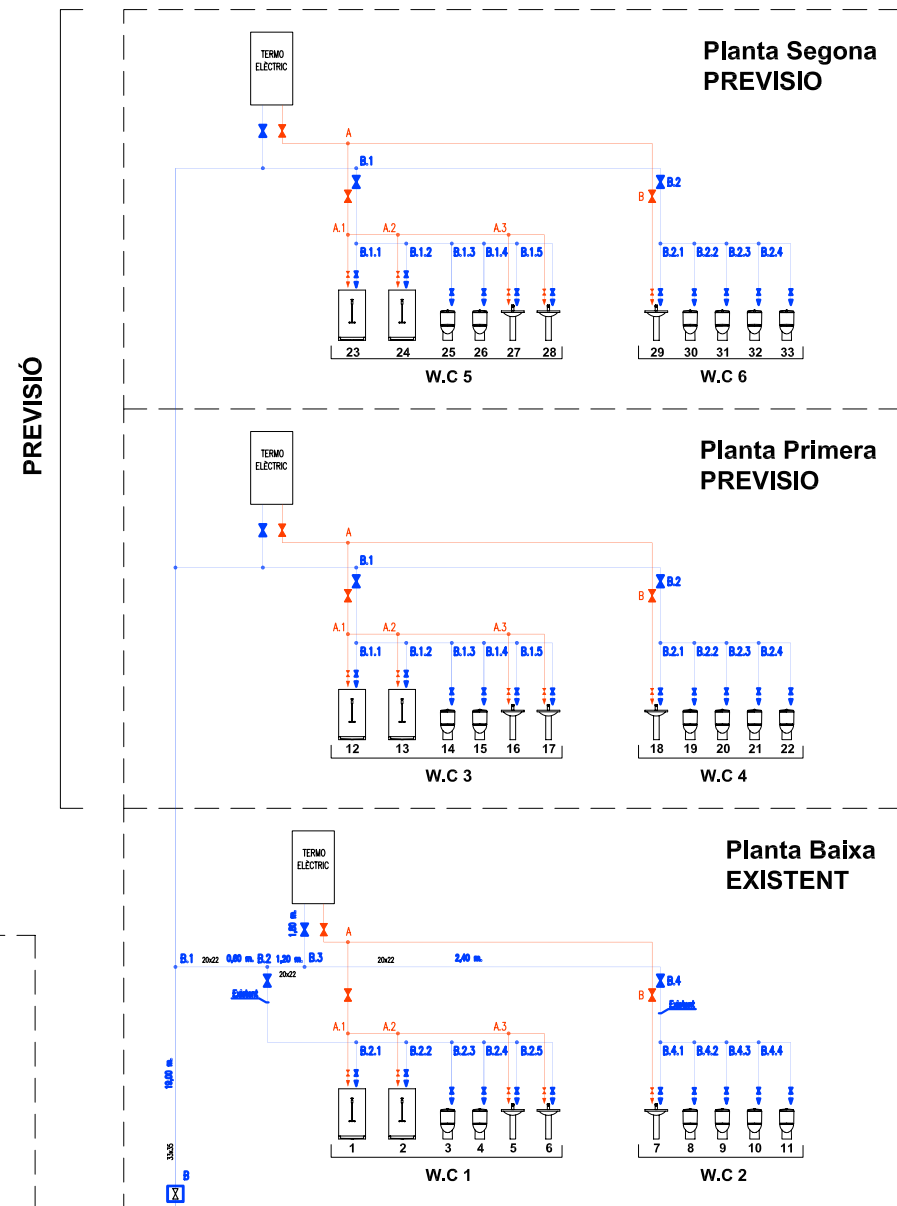 PREVISIÓ
Planta Segona
PREVISIO
TERMO
ELÈCTRIC
A
B.1
B.2
B
A.1
A.2
A.3
B.1.1
B.1.2
B.1.3
B.1.4
B.1.5
B.2.1
B.2.2
B.2.3
B.2.4
23
24
25
26
27
28
29
30
31
32
33
W.C 5
W.C 6
Planta Primera
PREVISIO
TERMO
ELÈCTRIC
A
B.1
B.2
B
A.1
A.2
A.3
B.1.1
B.1.2
B.1.3
B.1.4
B.1.5
B.2.1
B.2.2
B.2.3
B.2.4
12
13
14
15
16
17
18
19
20
21
22
W.C 3
W.C 4
Planta Baixa
EXISTENT
TERMO
ELÈCTRIC
A
B.1
20x22
0,60 m.
B.2
1,20 m.
20x22
B.3
20x22
2,40 m.
B.4
B
Existent
Existent
A.1
A.2
A.3
B.2.1
B.2.2
B.2.3
B.2.4
B.2.5
B.4.1
B.4.2
B.4.3
B.4.4
1
2
3
4
5
6
7
8
9
10
11
W.C 1
W.C 2
B